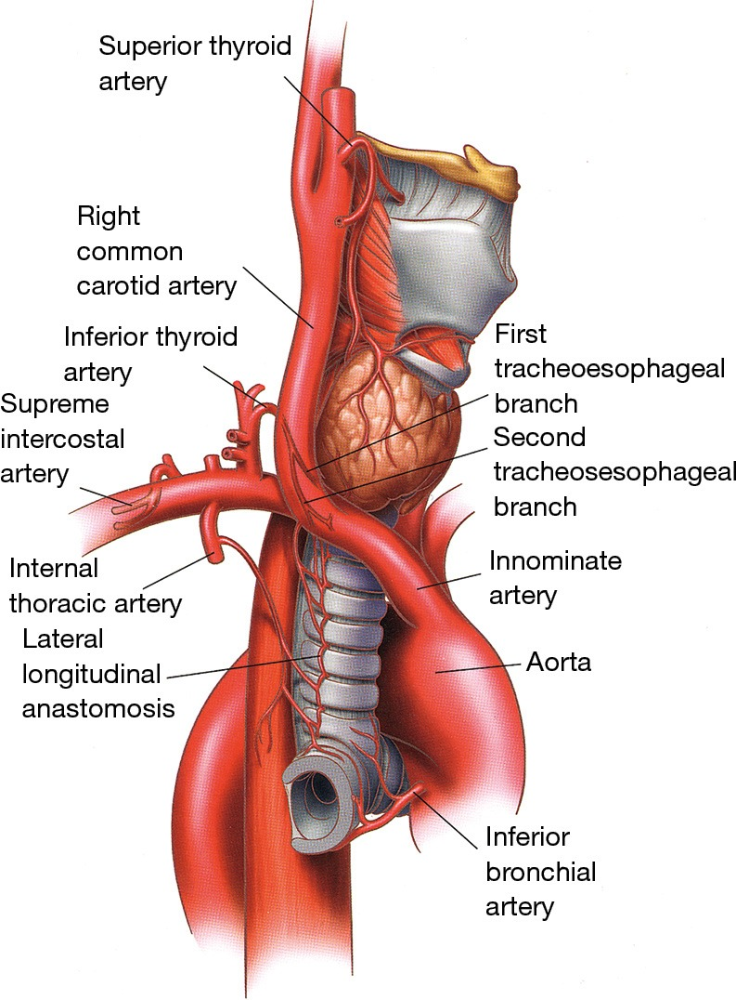 Superior thyroid
artery
Right
common
carotid artery
Inferior thyroid
artery
Supreme
intercostal
artery
Internal
thoracic artery
Lateral
longitudinal
anastomosis
First
tracheoesophageal
branch
Second
tracheosesophageal
branch
Innominate
artery
Aorta
Inferior
bronchial
artery